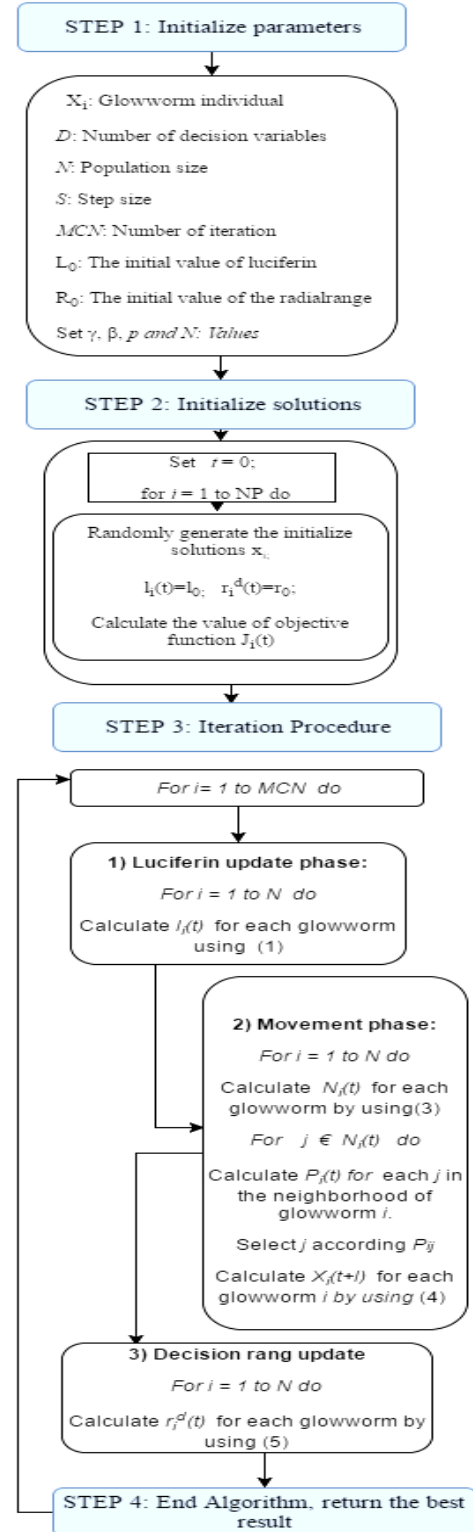 STEP 1: Initialize parameters
Xi: Glowworm individual
D: Number of decision variables
N: Population size
S: Step size
MCN: Number of iteration
L0: The initial value of luciferin
R0: The initial value of the radialrange
Set γ, β, p and N: Values
STEP 2: Initialize solutions
Set t = 0;
for i = 1 to NP do
Randomly generate the initialize
solutions xi.
li(t)=l0; ri^d(t)=r0;
Calculate the value of objective
function Ji(t)
STEP 3: Iteration Procedure
For i= 1 to MCN do
1) Luciferin update phase:
For i = 1 to N do
Calculate li(t) for each glowworm
using (1)
2) Movement phase:
For i = 1 to N do
Calculate Ni(t) for each
glowworm by using(3)
For j € Ni(t) do
Calculate Pi(t) for each j in
the neighborhood of
glowworm i.
Select j according Pij
Calculate Xi(t+l) for each
glowworm i by using (4)
3) Decision rang update
For i = 1 to N do
Calculate ri^d(t) for each glowworm by
using (5)
STEP 4: End Algorithm, return the best
result